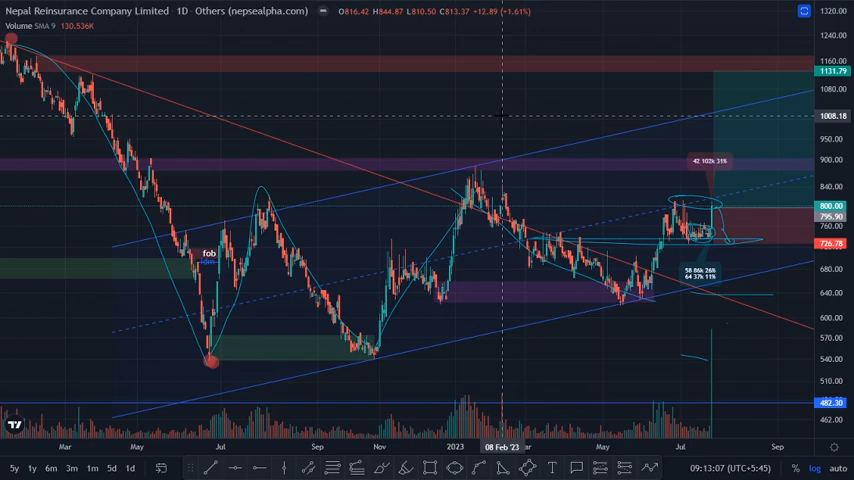 Nepal Reinsurance Company Limited · 1D · Others (nepsealpha.com) O816.42 H844.87 L810.50 C813.37 +12.89 (+1.61%)
Volume SMA 9 130.536K
1320.00
1240.00
1160.00
1131.79
1080.00
1008.18
950.00
900.00
840.00
800.00
795.90
760.00
726.78
680.00
640.00
600.00
570.00
540.00
510.00
482.30
42 102k 31%
fob
58 86k 26%
64 37k 11%
Mar May Jul Sep Nov 2023 08 Feb '23 Mar May Jul Sep
5y 1y 6m 3m 1m 5d 1d 09:13:07 (UTC+5:45) % log auto